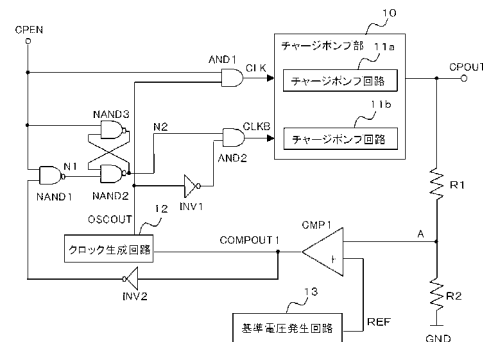 CPEN
10
チャージポンプ部
11a
AND1
CLK
チャージポンプ回路
CPOUT
NAND3
N2
CLKB
11b
チャージポンプ回路
AND2
N1
NAND1
NAND2
INV1
R1
OSCOUT
12
CMP1
A
クロック生成回路
COMPOUT1
+
INV2
13
R2
基準電圧発生回路
REF
GND